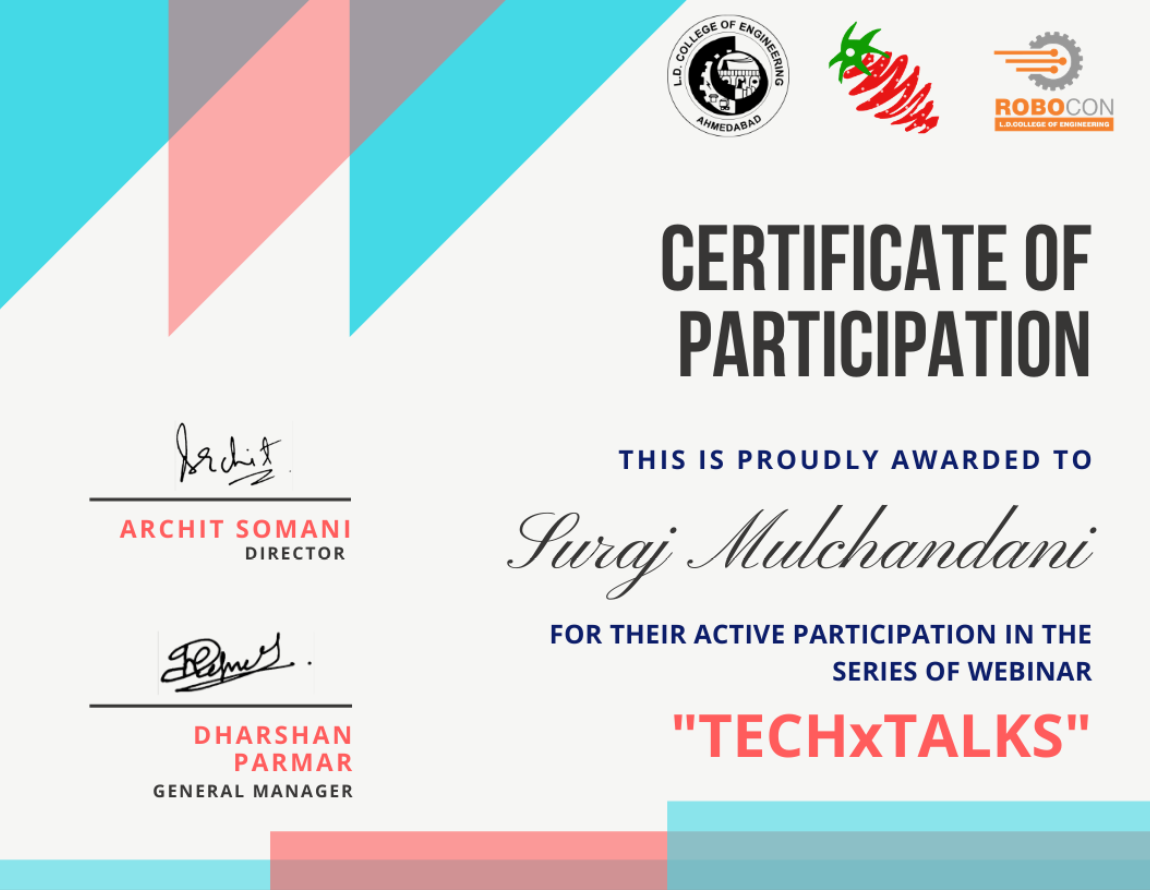 L.D. COLLEGE OF ENGINEERING
AHMEDABAD
ROBOCON
L.D.COLLEGE OF ENGINEERING
CERTIFICATE OF
PARTICIPATION
THIS IS PROUDLY AWARDED TO
Suraj Mulchandani
FOR THEIR ACTIVE PARTICIPATION IN THE
SERIES OF WEBINAR
"TECHxTALKS"
Archit.
ARCHIT SOMANI
DIRECTOR
DHARSHAN
PARMAR
GENERAL MANAGER